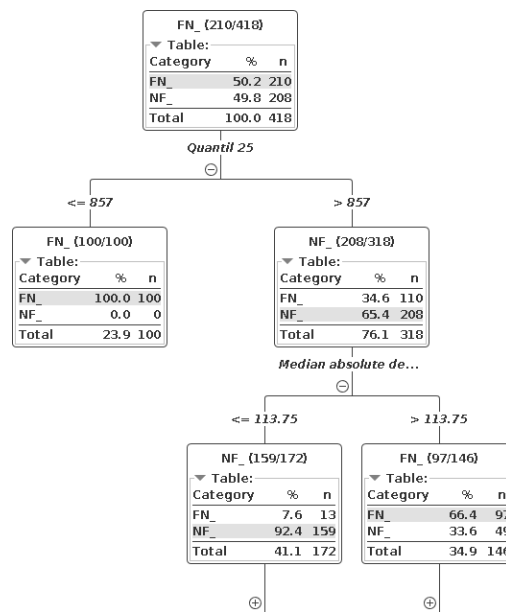 FN_ (210/418)
Table:
Category % n
FN_ 50.2 210
NF_ 49.8 208
Total 100.0 418
Quantil 25
<= 857
> 857
FN_ (100/100)
Table:
Category % n
FN_ 100.0 100
NF_ 0.0 0
Total 23.9 100
NF_ (208/318)
Table:
Category % n
FN_ 34.6 110
NF_ 65.4 208
Total 76.1 318
Median absolute de...
<= 113.75
> 113.75
NF_ (159/172)
Table:
Category % n
FN_ 7.6 13
NF_ 92.4 159
Total 41.1 172
FN_ (97/146)
Table:
Category % n
FN_ 66.4 97
NF_ 33.6 49
Total 34.9 146